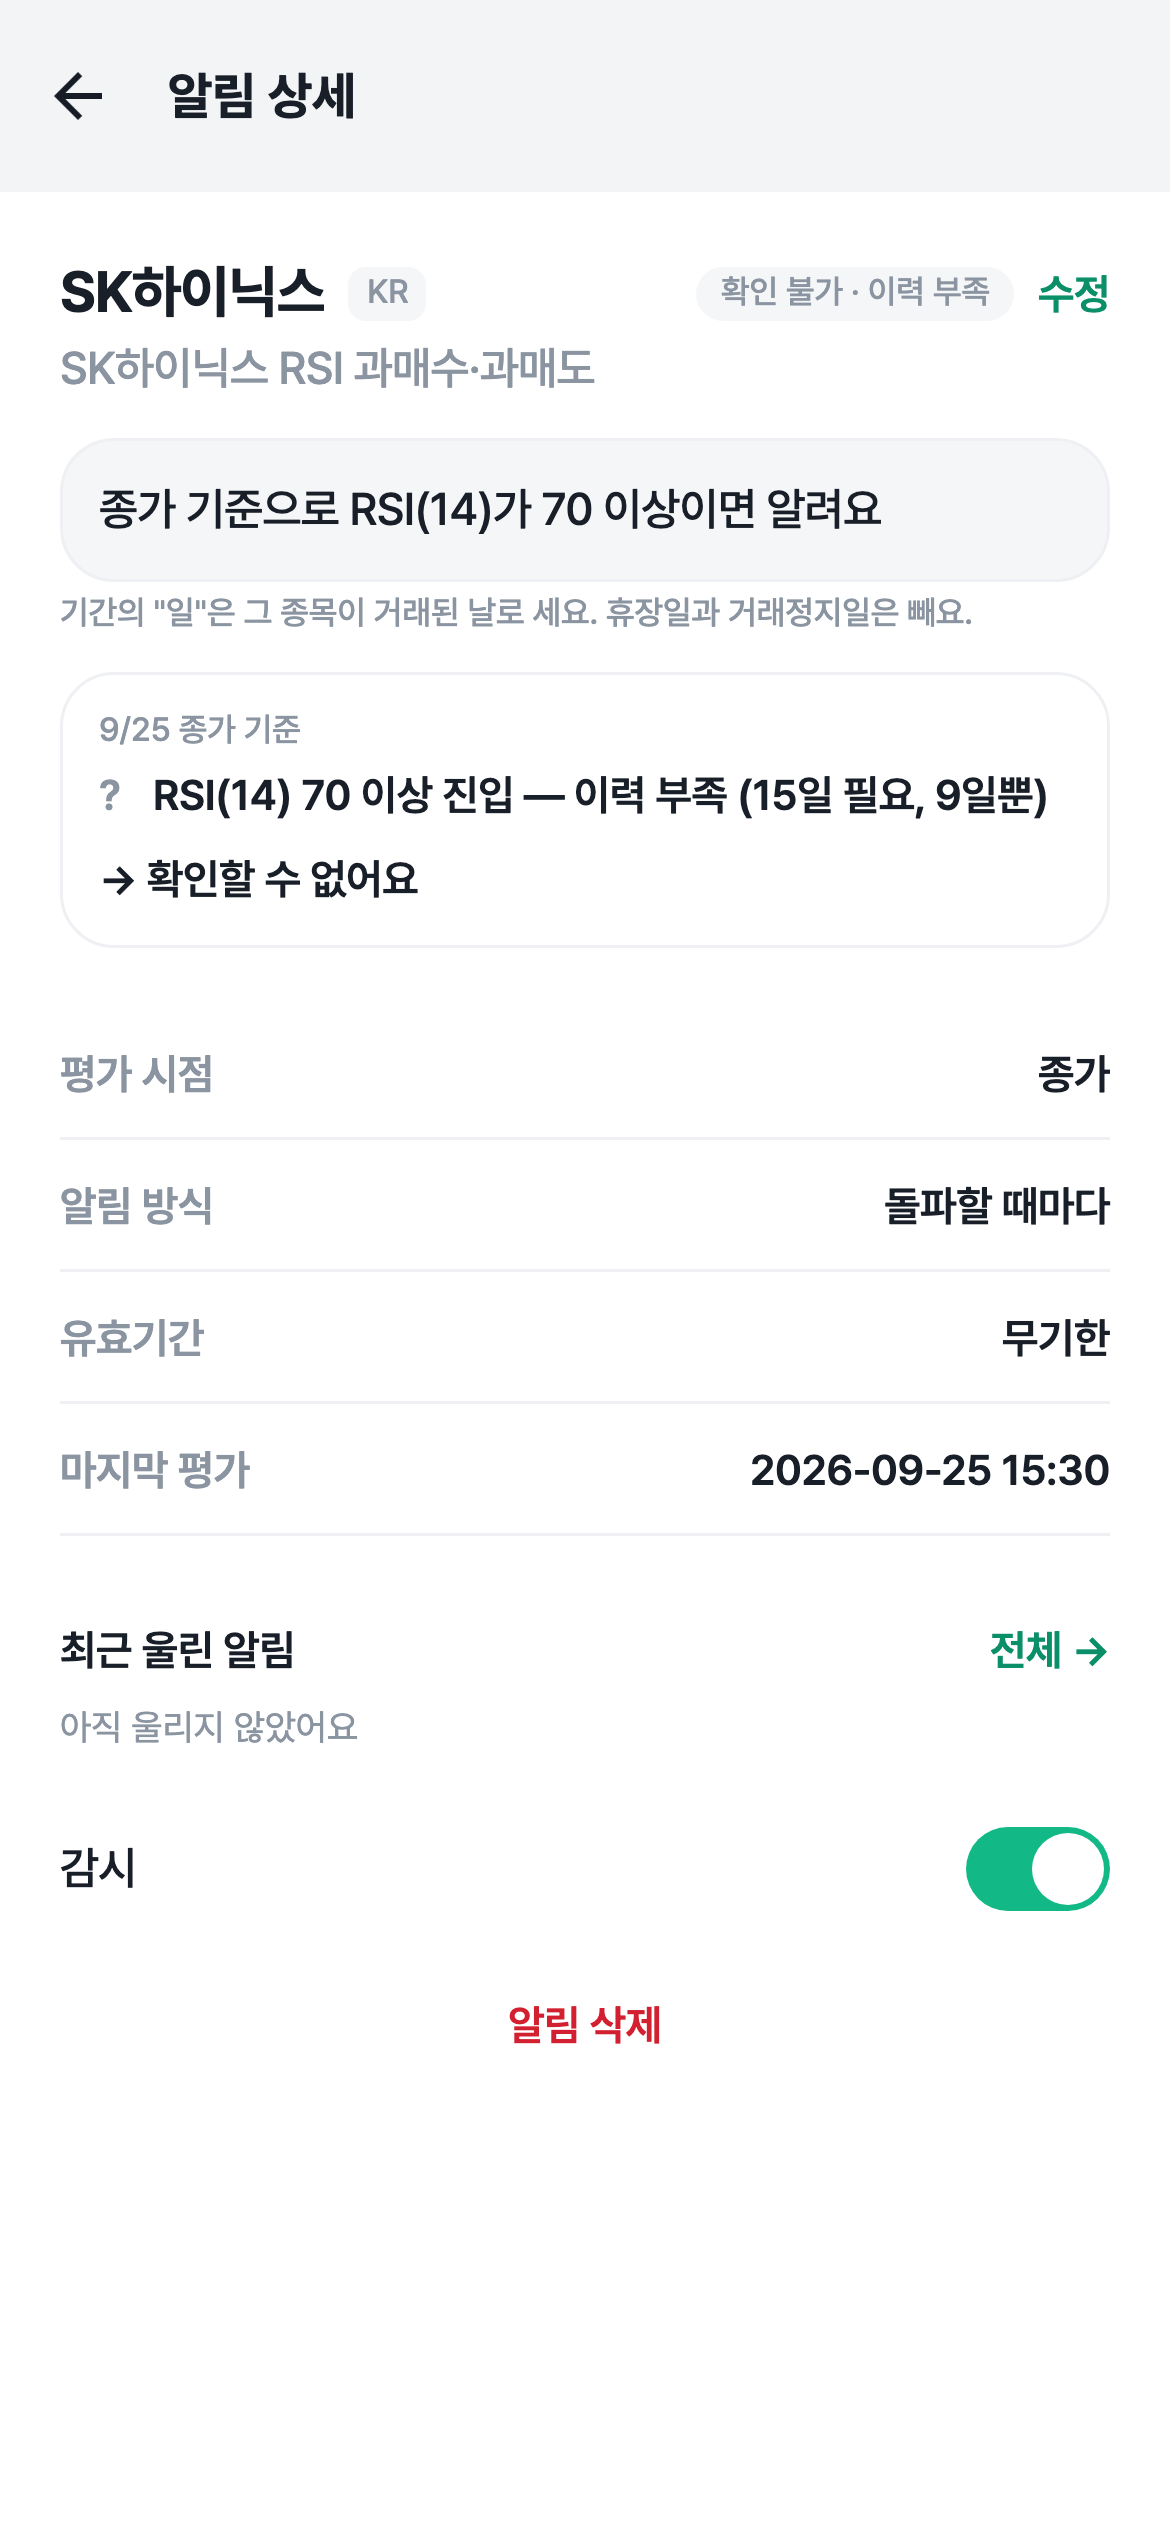 알림 상세
SK하이닉스 KR 확인 불가 · 이력 부족 수정
SK하이닉스 RSI 과매수·과매도
종가 기준으로 RSI(14)가 70 이상이면 알려요
기간의 "일"은 그 종목이 거래된 날로 세요. 휴장일과 거래정지일은 빼요.
9/25 종가 기준
? RSI(14) 70 이상 진입 — 이력 부족 (15일 필요, 9일뿐)
→ 확인할 수 없어요
평가 시점 종가
알림 방식 돌파할 때마다
유효기간 무기한
마지막 평가 2026-09-25 15:30
최근 울린 알림 전체 →
아직 울리지 않았어요
감시
알림 삭제